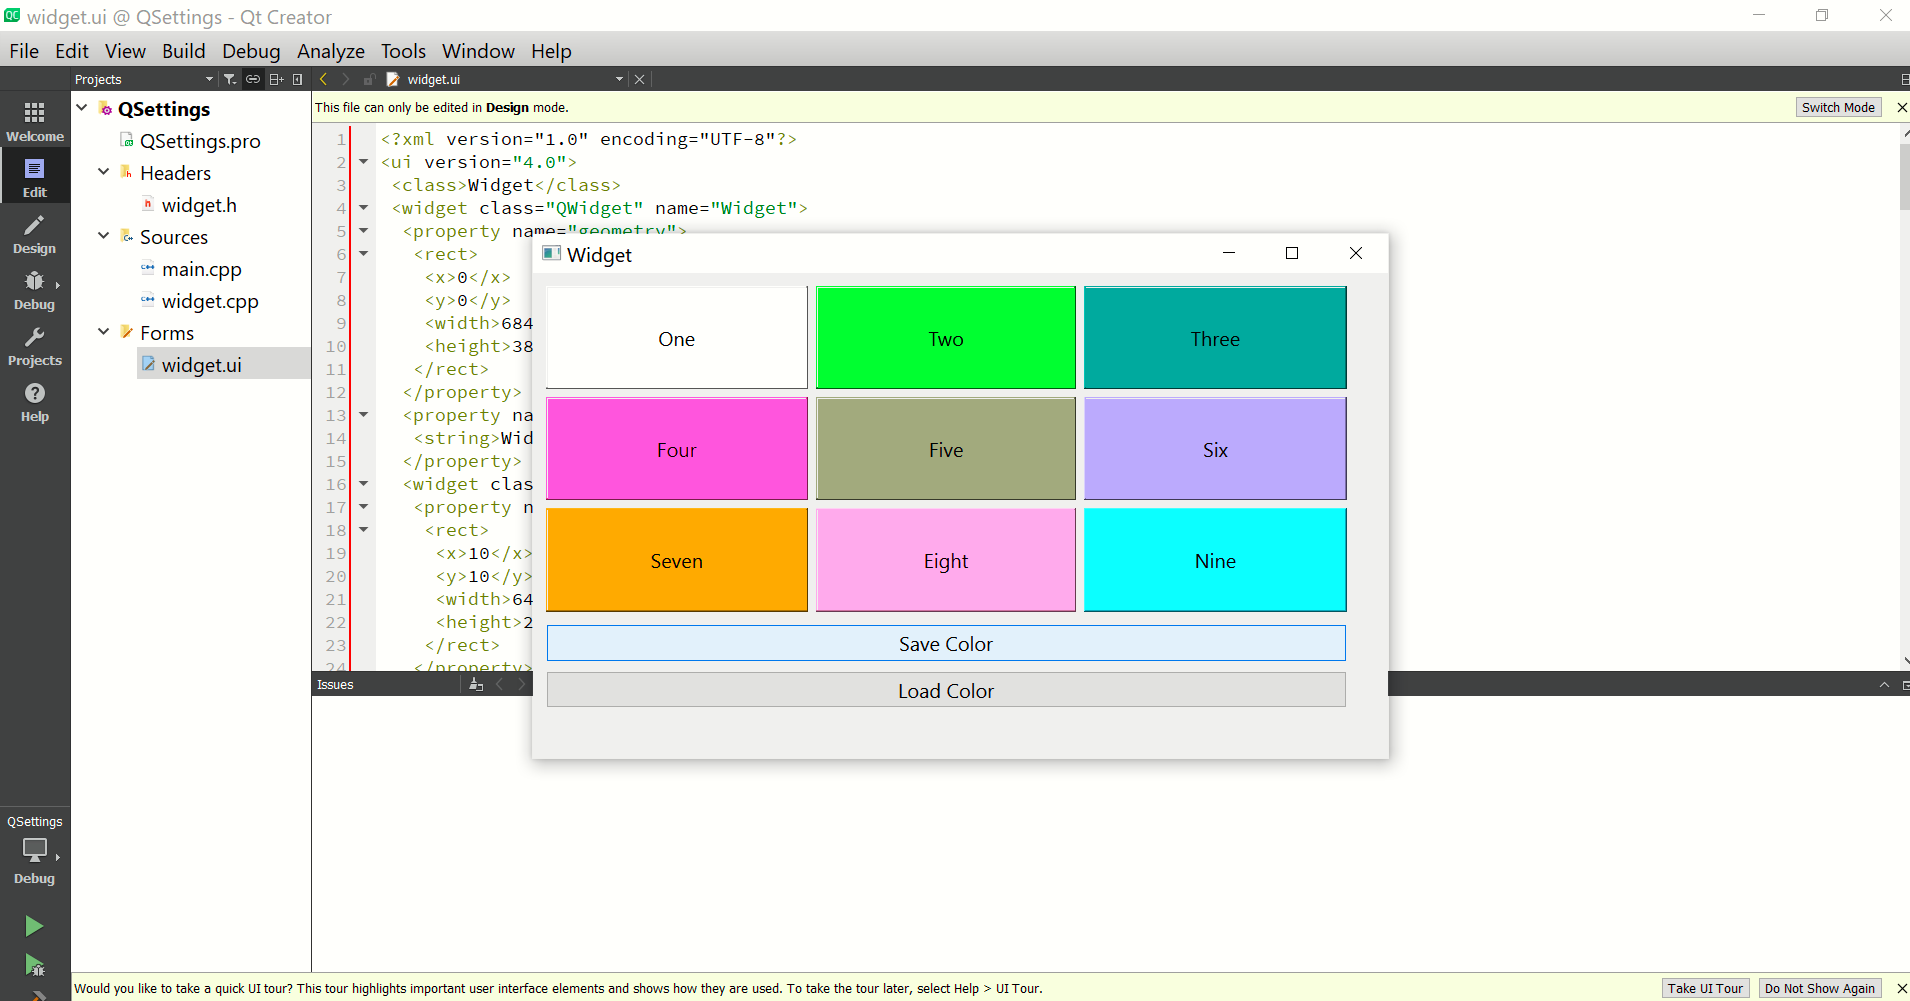 widget.ui @ QSettings - Qt Creator
File Edit View Build Debug Analyze Tools Window Help
Projects
widget.ui
This file can only be edited in Design mode.
Switch Mode
Welcome
Edit
Design
Debug
Projects
Help
QSettings
Debug
QSettings
QSettings.pro
Headers
widget.h
Sources
main.cpp
widget.cpp
Forms
widget.ui
1 <?xml version="1.0" encoding="UTF-8"?>
2 <ui version="4.0">
3 <class>Widget</class>
4 <widget class="QWidget" name="Widget">
5 <property name="geometry">
6 <rect>
7 <x>0</x>
8 <y>0</y>
9 <width>684
10 <height>38
11 </rect>
12 </property>
13 <property na
14 <string>Wid
15 </property>
16 <widget clas
17 <property n
18 <rect>
19 <x>10</x>
20 <y>10</y>
21 <width>64
22 <height>2
23 </rect>
24 </property>
Widget
One Two Three
Four Five Six
Seven Eight Nine
Save Color
Load Color
Issues
Would you like to take a quick UI tour? This tour highlights important user interface elements and shows how they are used. To take the tour later, select Help > UI Tour.
Take UI Tour
Do Not Show Again